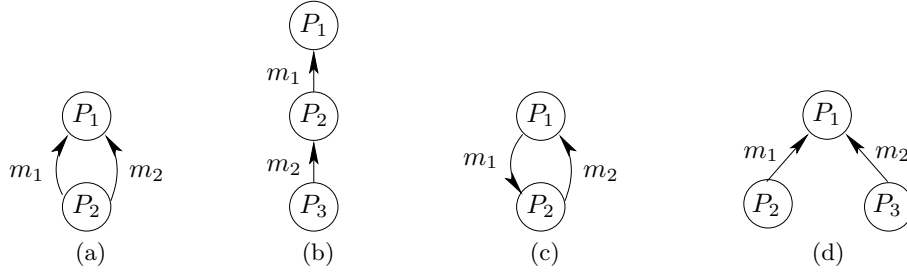 P₁
m₁ m₂
P₂
(a)
P₁
m₁
P₂
m₂
P₃
(b)
P₁
m₁ m₂
P₂
(c)
P₁
m₁ m₂
P₂ P₃
(d)